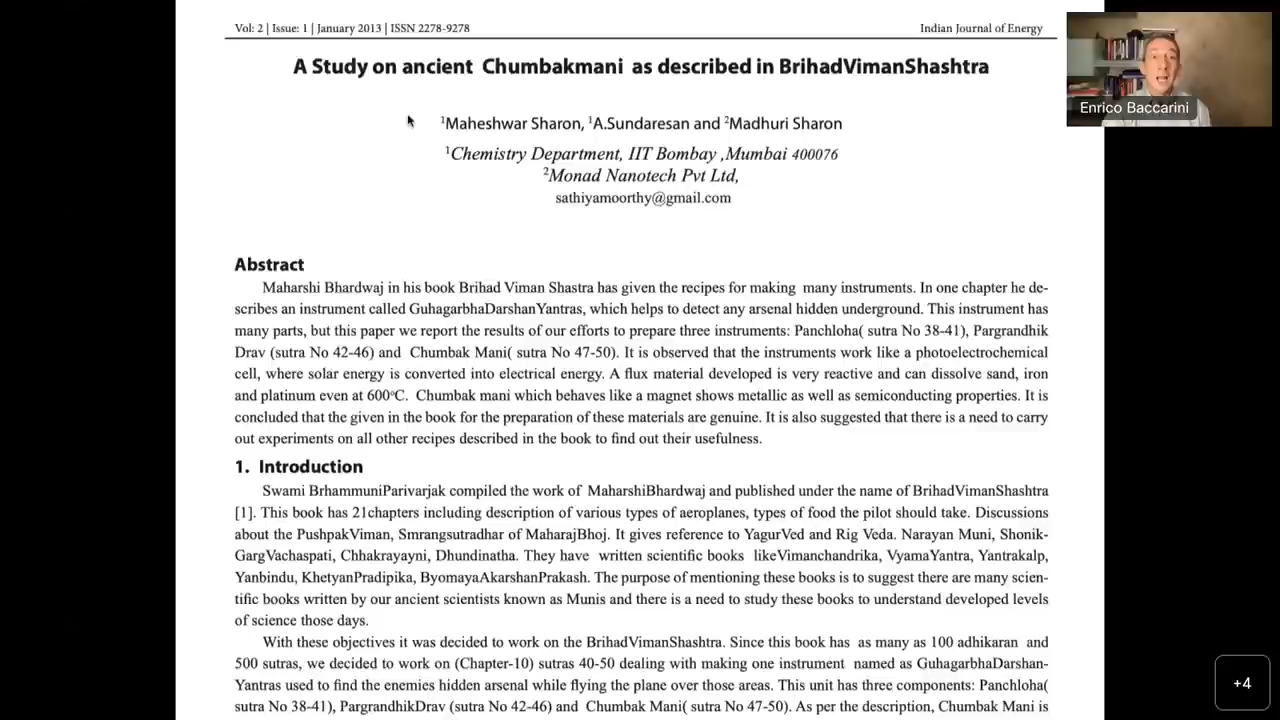 Vol: 2 | Issue: 1 | January 2013 | ISSN 2278-9278
Indian Journal of Energy
A Study on ancient Chumbakmani as described in BrihadVimanShashtra
Enrico Baccarini
1Maheshwar Sharon, 1A.Sundaresan and 2Madhuri Sharon
1Chemistry Department, IIT Bombay ,Mumbai 400076
2Monad Nanotech Pvt Ltd,
sathiyamoorthy@gmail.com
Abstract
Maharshi Bhardwaj in his book Brihad Viman Shastra has given the recipes for making many instruments. In one chapter he de-
scribes an instrument called GuhagarbhaDarshanYantras, which helps to detect any arsenal hidden underground. This instrument has
many parts, but this paper we report the results of our efforts to prepare three instruments: Panchloha( sutra No 38-41), Pargrandhik
Drav (sutra No 42-46) and Chumbak Mani( sutra No 47-50). It is observed that the instruments work like a photoelectrochemical
cell, where solar energy is converted into electrical energy. A flux material developed is very reactive and can dissolve sand, iron
and platinum even at 600°C. Chumbak mani which behaves like a magnet shows metallic as well as semiconducting properties. It is
concluded that the given in the book for the preparation of these materials are genuine. It is also suggested that there is a need to carry
out experiments on all other recipes described in the book to find out their usefulness.
1. Introduction
Swami BrhammuniParivarjak compiled the work of MaharshiBhardwaj and published under the name of BrihadVimanShashtra
[1]. This book has 21chapters including description of various types of aeroplanes, types of food the pilot should take. Discussions
about the PushpakViman, Smrangsutradhar of MaharajBhoj. It gives reference to YagurVed and Rig Veda. Narayan Muni, Shonik-
GargVachaspati, Chhakrayayni, Dhundinatha. They have written scientific books likeVimanchandrika, VyamaYantra, Yantrakalp,
Yanbindu, KhetyanPradipika, ByomayaAkarshanPrakash. The purpose of mentioning these books is to suggest there are many scien-
tific books written by our ancient scientists known as Munis and there is a need to study these books to understand developed levels
of science those days.
With these objectives it was decided to work on the BrihadVimanShashtra. Since this book has as many as 100 adhikaran and
500 sutras, we decided to work on (Chapter-10) sutras 40-50 dealing with making one instrument named as GuhagarbhaDarshan-
Yantras used to find the enemies hidden arsenal while flying the plane over those areas. This unit has three components: Panchloha(
sutra No 38-41), PargrandhikDrav (sutra No 42-46) and Chumbak Mani( sutra No 47-50). As per the description, Chumbak Mani is
+4